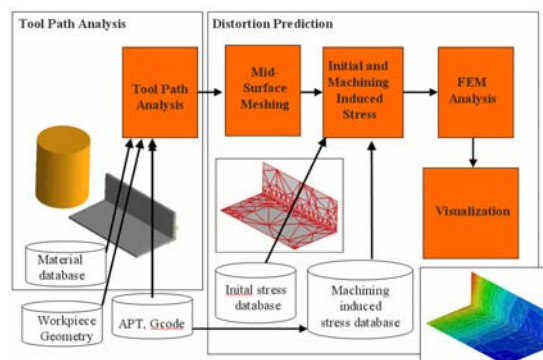 Tool Path Analysis
Distortion Prediction
Tool Path
Analysis
Mid-
Surface
Meshing
Initial and
Machining
Induced
Stress
FEM
Analysis
Visualization
Material
database
Workpiece
Geometry
APT, Gcode
Inital stress
database
Machining
induced
stress database